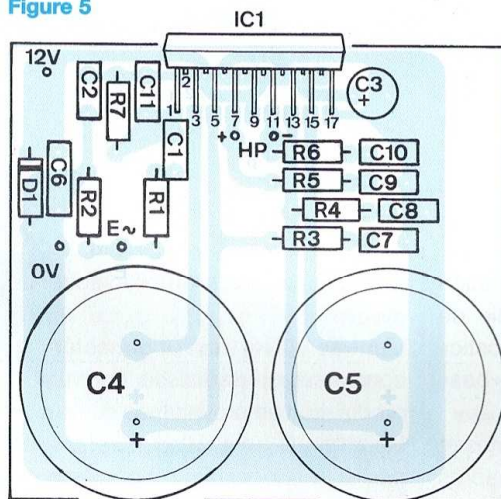 Figure 5
IC1
12V
C2
R7
C11
1
2
3 5 7 9 11 13 15 17
C3
+
C1
+ -
HP
R6 C10
R5 C9
R4 C8
R3 C7
D1
C6
R2
E~
R1
0V
C4
+
C5
+